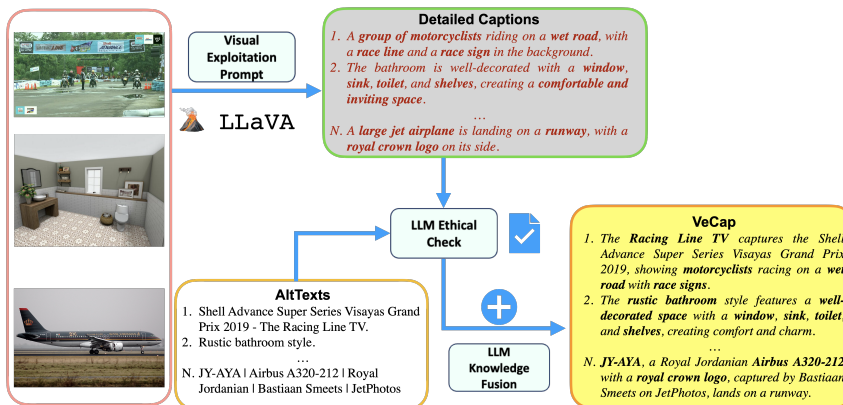 Detailed Captions
1. A group of motorcyclists riding on a wet road, with
a race line and a race sign in the background.
2. The bathroom is well-decorated with a window,
sink, toilet, and shelves, creating a comfortable and
inviting space.
...
N. A large jet airplane is landing on a runway, with a
royal crown logo on its side.
Visual
Exploitation
Prompt
LLaVA
LLM Ethical
Check
AltTexts
1. Shell Advance Super Series Visayas Grand
Prix 2019 - The Racing Line TV.
2. Rustic bathroom style.
...
N. JY-AYA | Airbus A320-212 | Royal
Jordanian | Bastiaan Smeets | JetPhotos
LLM
Knowledge
Fusion
VeCap
1. The Racing Line TV captures the Shell
Advance Super Series Visayas Grand Prix
2019, showing motorcyclists racing on a wet
road with race signs.
2. The rustic bathroom style features a well-
decorated space with a window, sink, toilet,
and shelves, creating comfort and charm.
...
N. JY-AYA, a Royal Jordanian Airbus A320-212
with a royal crown logo, captured by Bastiaan
Smeets on JetPhotos, lands on a runway.